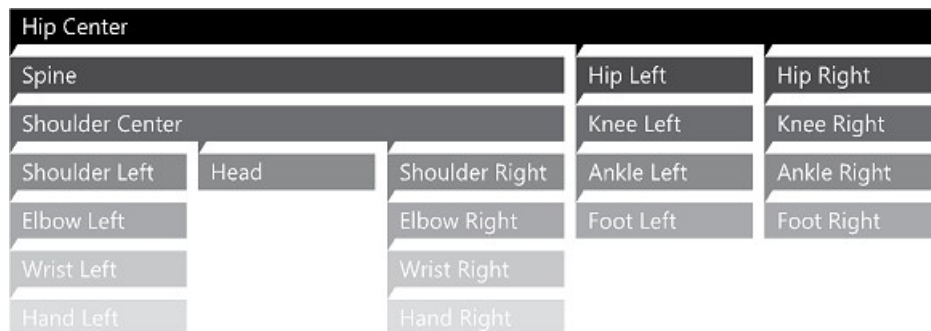 Hip Center
Spine Hip Left Hip Right
Shoulder Center Knee Left Knee Right
Shoulder Left Head Shoulder Right Ankle Left Ankle Right
Elbow Left Elbow Right Foot Left Foot Right
Wrist Left Wrist Right
Hand Left Hand Right